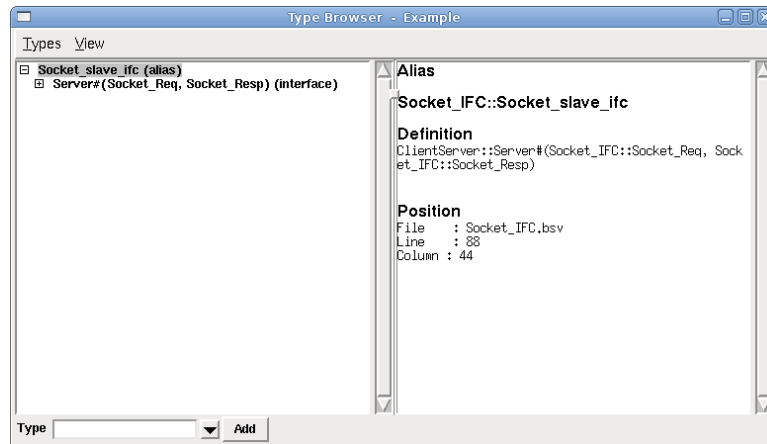 Type Browser - Example
Types View
Socket_slave_ifc (alias)
Server#(Socket_Req, Socket_Resp) (interface)
Alias
Socket_IFC::Socket_slave_ifc
Definition
ClientServer::Server#(Socket_IFC::Socket_Req, Sock
et_IFC::Socket_Resp)
Position
File : Socket_IFC.bsv
Line : 88
Column : 44
Type
Add